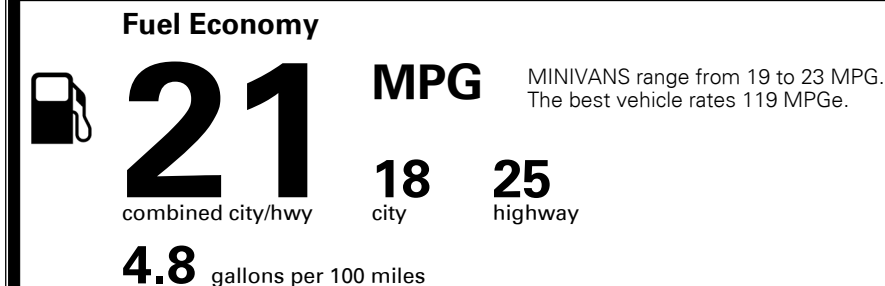 Fuel Economy
21 MPG
MINIVANS range from 19 to 23 MPG.
The best vehicle rates 119 MPGe.
18 25
combined city/hwy city highway
4.8 gallons per 100 miles